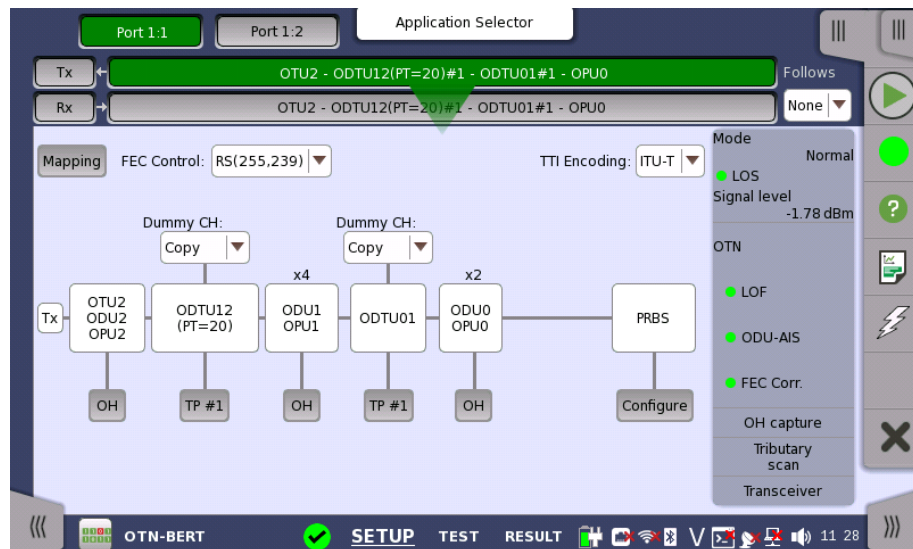 Application Selector
Port 1:1
Port 1:2
Tx
OTU2 - ODTU12(PT=20)#1 - ODTU01#1 - OPU0
Follows
Rx
OTU2 - ODTU12(PT=20)#1 - ODTU01#1 - OPU0
None
Mapping
FEC Control:
RS(255,239)
TTI Encoding:
ITU-T
Dummy CH:
Copy
Dummy CH:
Copy
x4
x2
Tx
OTU2
ODU2
OPU2
ODTU12
(PT=20)
ODU1
OPU1
ODTU01
ODU0
OPU0
PRBS
OH
TP #1
OH
TP #1
OH
Configure
Mode
Normal
LOS
Signal level
-1.78 dBm
OTN
LOF
ODU-AIS
FEC Corr.
OH capture
Tributary
scan
Transceiver
OTN-BERT
SETUP
TEST
RESULT
V
11 28